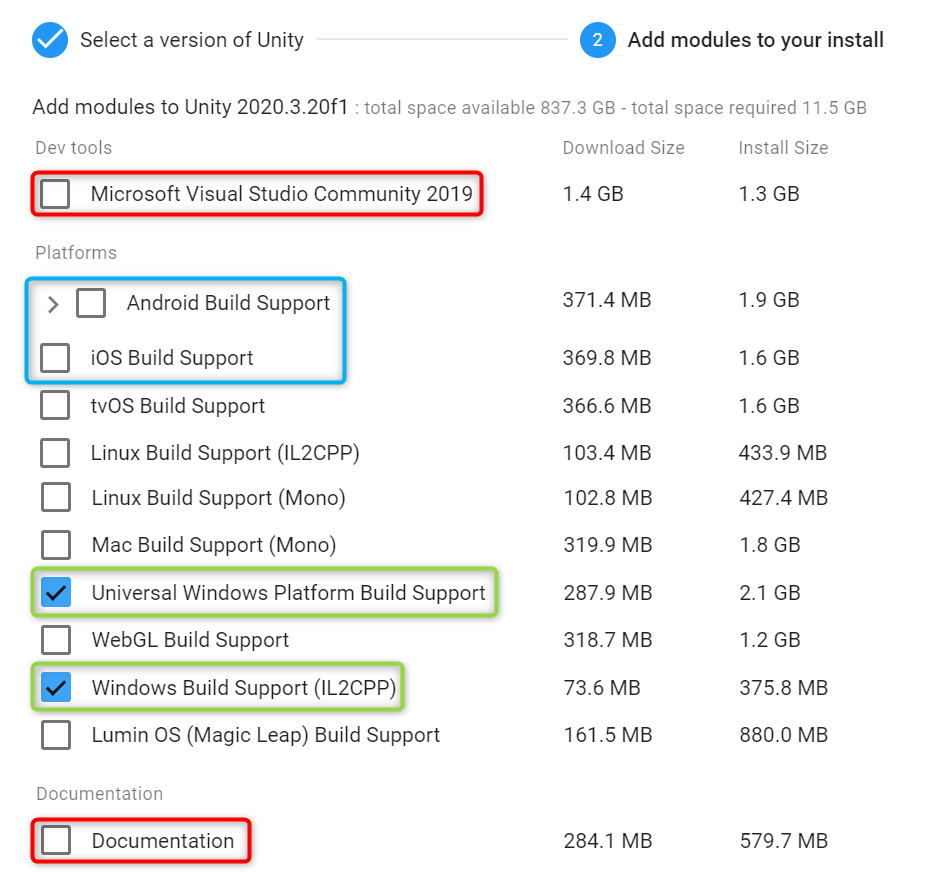 Select a version of Unity 2 Add modules to your install
Add modules to Unity 2020.3.20f1 : total space available 837.3 GB - total space required 11.5 GB
Dev tools Download Size Install Size
Microsoft Visual Studio Community 2019 1.4 GB 1.3 GB
Platforms
Android Build Support 371.4 MB 1.9 GB
iOS Build Support 369.8 MB 1.6 GB
tvOS Build Support 366.6 MB 1.6 GB
Linux Build Support (IL2CPP) 103.4 MB 433.9 MB
Linux Build Support (Mono) 102.8 MB 427.4 MB
Mac Build Support (Mono) 319.9 MB 1.8 GB
Universal Windows Platform Build Support 287.9 MB 2.1 GB
WebGL Build Support 318.7 MB 1.2 GB
Windows Build Support (IL2CPP) 73.6 MB 375.8 MB
Lumin OS (Magic Leap) Build Support 161.5 MB 880.0 MB
Documentation
Documentation 284.1 MB 579.7 MB